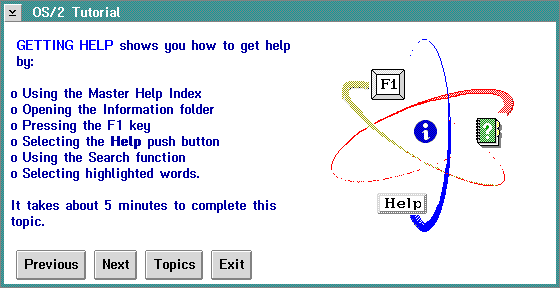 OS/2 Tutorial
GETTING HELP shows you how to get help
by:
o Using the Master Help Index
o Opening the Information folder
o Pressing the F1 key
o Selecting the Help push button
o Using the Search function
o Selecting highlighted words.
It takes about 5 minutes to complete this
topic.
F1
?
i
Help
Previous Next Topics Exit